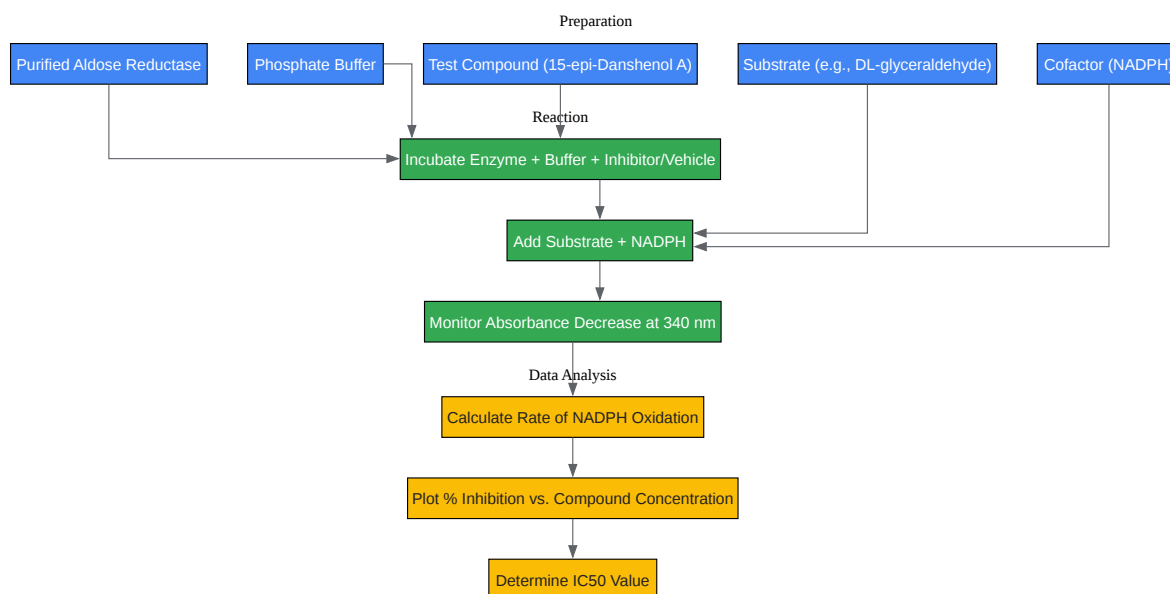 Preparation
Purified Aldose Reductase
Phosphate Buffer
Test Compound (15-epi-Danshenol A)
Substrate (e.g., DL-glyceraldehyde)
Cofactor (NADPH)
Reaction
Incubate Enzyme + Buffer + Inhibitor/Vehicle
Add Substrate + NADPH
Monitor Absorbance Decrease at 340 nm
Data Analysis
Calculate Rate of NADPH Oxidation
Plot % Inhibition vs. Compound Concentration
Determine IC50 Value